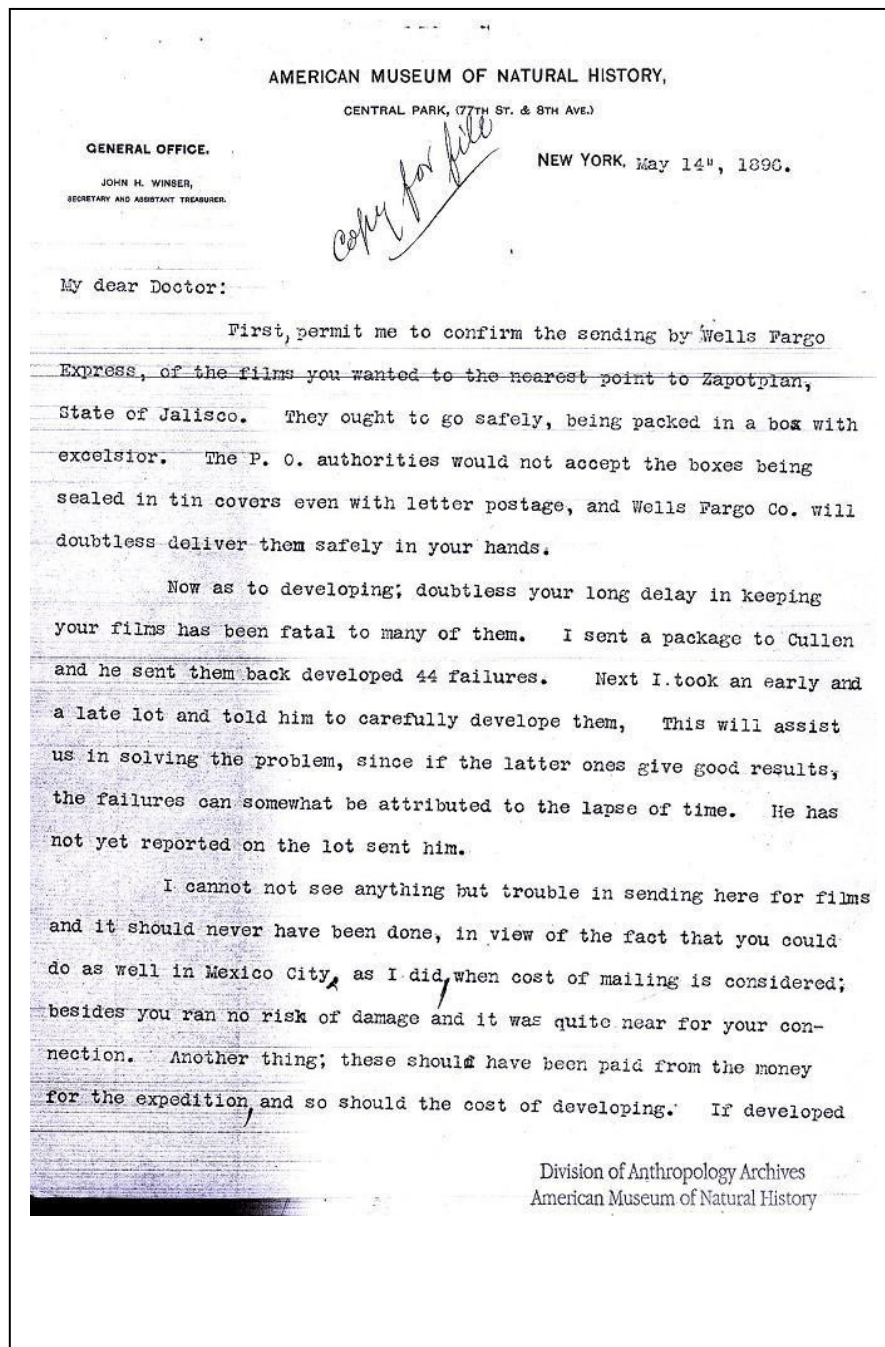 AMERICAN MUSEUM OF NATURAL HISTORY,
CENTRAL PARK, (77TH ST. & 8TH AVE.)
GENERAL OFFICE.
JOHN H. WINSER,
SECRETARY AND ASSISTANT TREASURER.
copy for file
NEW YORK, May 14", 1896.
My dear Doctor:
First, permit me to confirm the sending by Wells Fargo
Express, of the films you wanted to the nearest point to Zapotplan,
State of Jalisco. They ought to go safely, being packed in a box with
excelsior. The P. O. authorities would not accept the boxes being
sealed in tin covers even with letter postage, and Wells Fargo Co. will
doubtless deliver them safely in your hands.
Now as to developing; doubtless your long delay in keeping
your films has been fatal to many of them. I sent a package to Cullen
and he sent them back developed 44 failures. Next I.took an early and
a late lot and told him to carefully develope them, This will assist
us in solving the problem, since if the latter ones give good results,
the failures can somewhat be attributed to the lapse of time. He has
not yet reported on the lot sent him.
I cannot not see anything but trouble in sending here for films
and it should never have been done, in view of the fact that you could
do as well in Mexico City, as I did, when cost of mailing is considered;
besides you ran no risk of damage and it was quite near for your con-
nection. Another thing; these should have been paid from the money
for the expedition, and so should the cost of developing. If developed
Division of Anthropology Archives
American Museum of Natural History